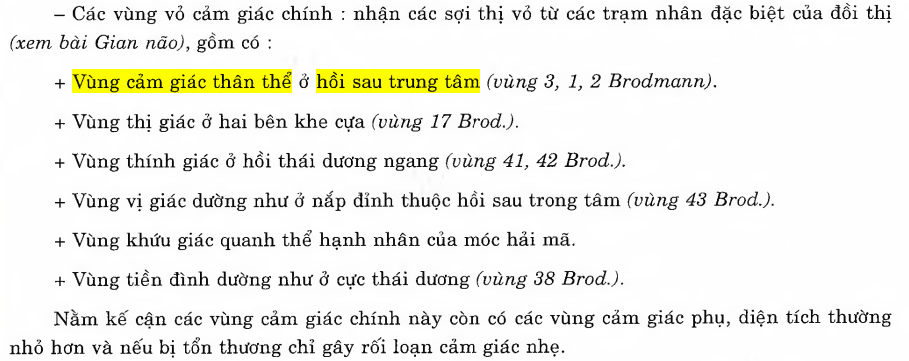 – Các vùng vỏ cảm giác chính : nhận các sợi thị vỏ từ các trạm nhân đặc biệt của đồi thị
(xem bài Gian não), gồm có :
+ Vùng cảm giác thân thể ở hồi sau trung tâm (vùng 3, 1, 2 Brodmann).
+ Vùng thị giác ở hai bên khe cựa (vùng 17 Brod.).
+ Vùng thính giác ở hồi thái dương ngang (vùng 41, 42 Brod.).
+ Vùng vị giác dường như ở nắp đỉnh thuộc hồi sau trong tâm (vùng 43 Brod.).
+ Vùng khứu giác quanh thể hạnh nhân của móc hải mã.
+ Vùng tiền đình dường như ở cực thái dương (vùng 38 Brod.).
Nằm kế cận các vùng cảm giác chính này còn có các vùng cảm giác phụ, diện tích thường
nhỏ hơn và nếu bị tổn thương chỉ gây rối loạn cảm giác nhẹ.